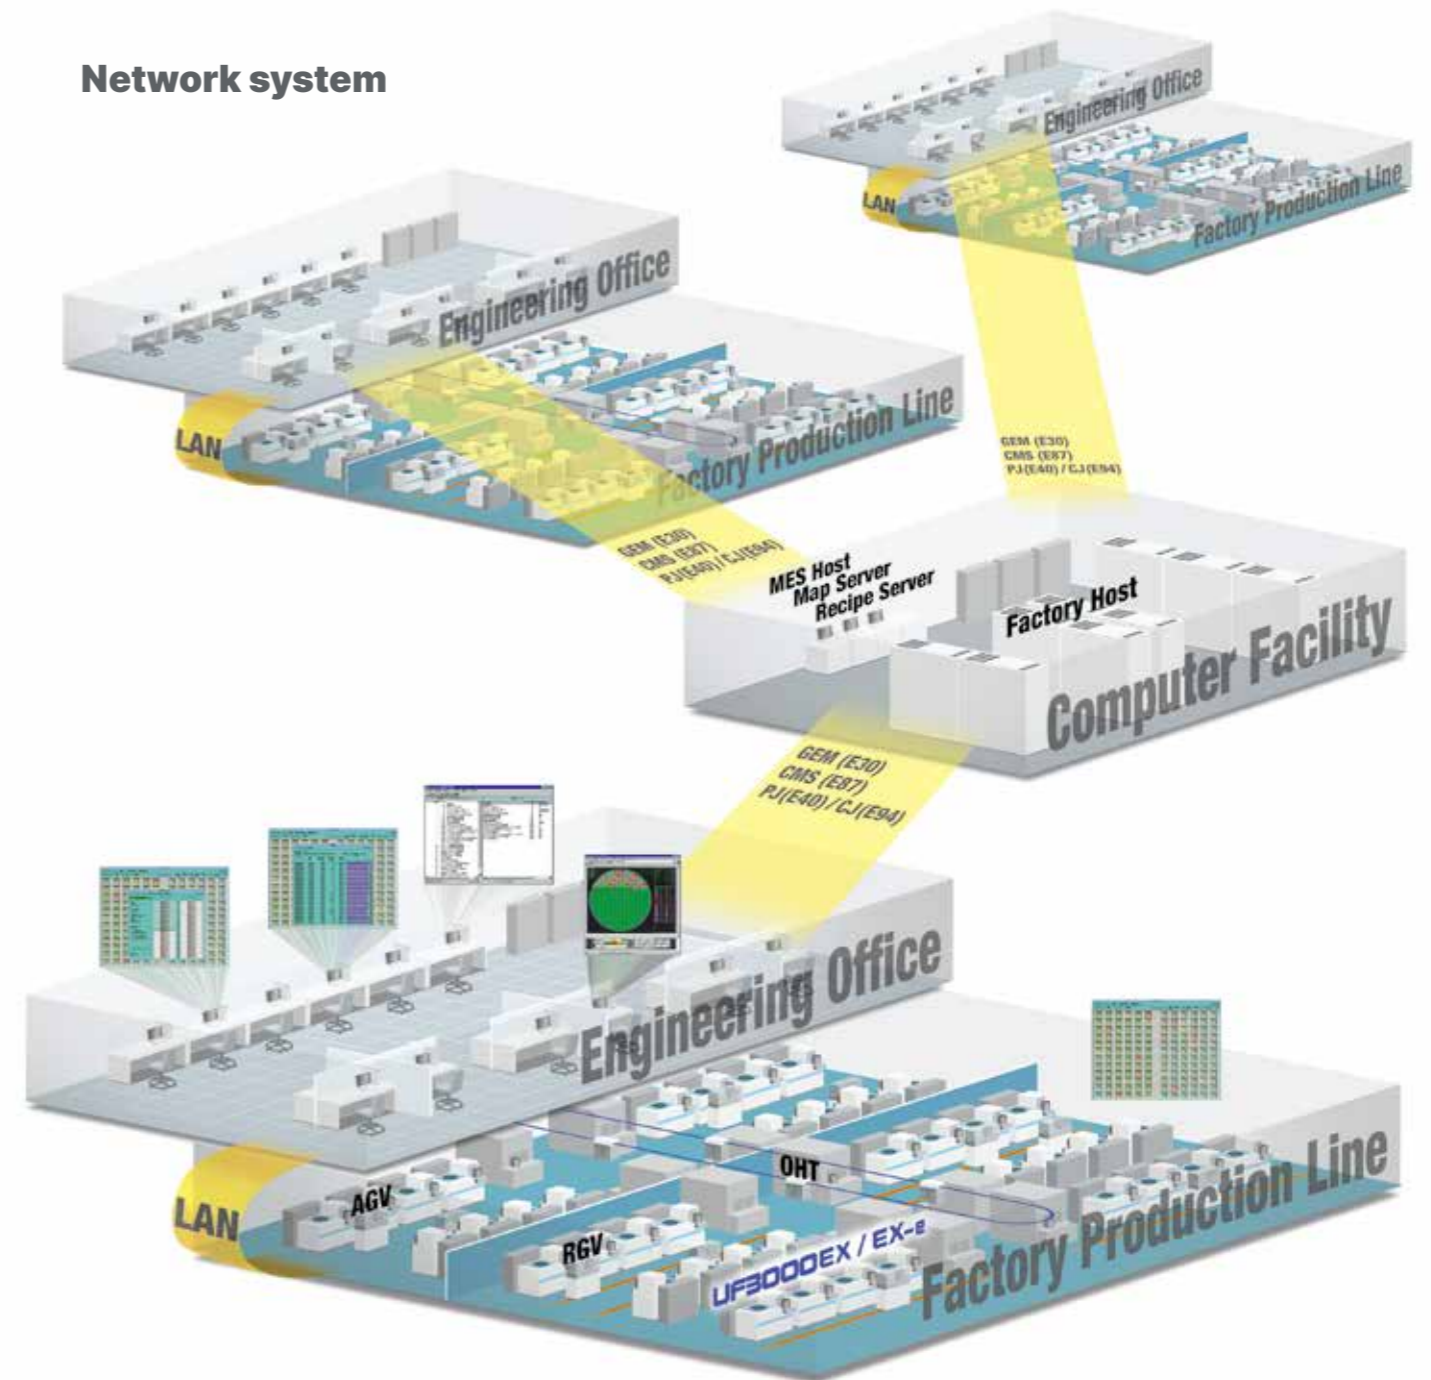 Network system
Engineering Office
LAN
Factory Production Line
Engineering Office
LAN
Factory Production Line
GEM (E30)
CMS (E87)
PJ(E40) / CJ(E94)
GEM (E30)
CMS (E87)
PJ(E40) / CJ(E94)
MES Host
Map Server
Recipe Server
Factory Host
Computer Facility
GEM (E30)
CMS (E87)
PJ(E40) / CJ(E94)
Engineering Office
LAN
AGV
RGV
OHT
UF3000EX / EX-e
Factory Production Line